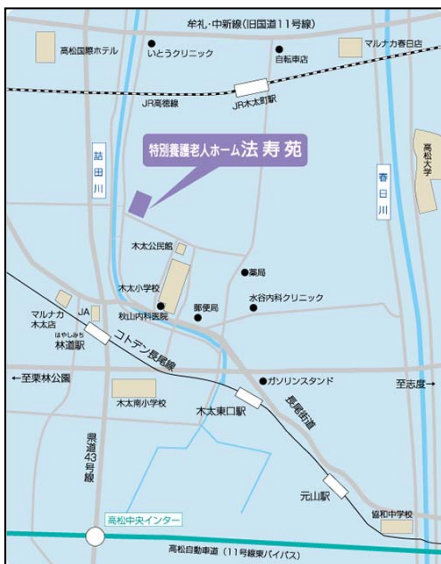 牟礼・中新線(旧国道11号線)
高松国際ホテル
いとうクリニック
自転車店
マルナカ春日店
JR高徳線
JR木太町駅
特別養護老人ホーム法寿苑
詰田川
春日川
高松大学
木太公民館
木太小学校
薬局
秋山内科医院
郵便局
水谷内科クリニック
マルナカ
木太店
JA
はやしみち
林道駅
コトデン長尾線
←至栗林公園
ガソリンスタンド
至志度→
木太南小学校
木太東口駅
長尾街道
県道43号線
元山駅
協和中学校
高松中央インター
高松自動車道(11号線東バイパス)